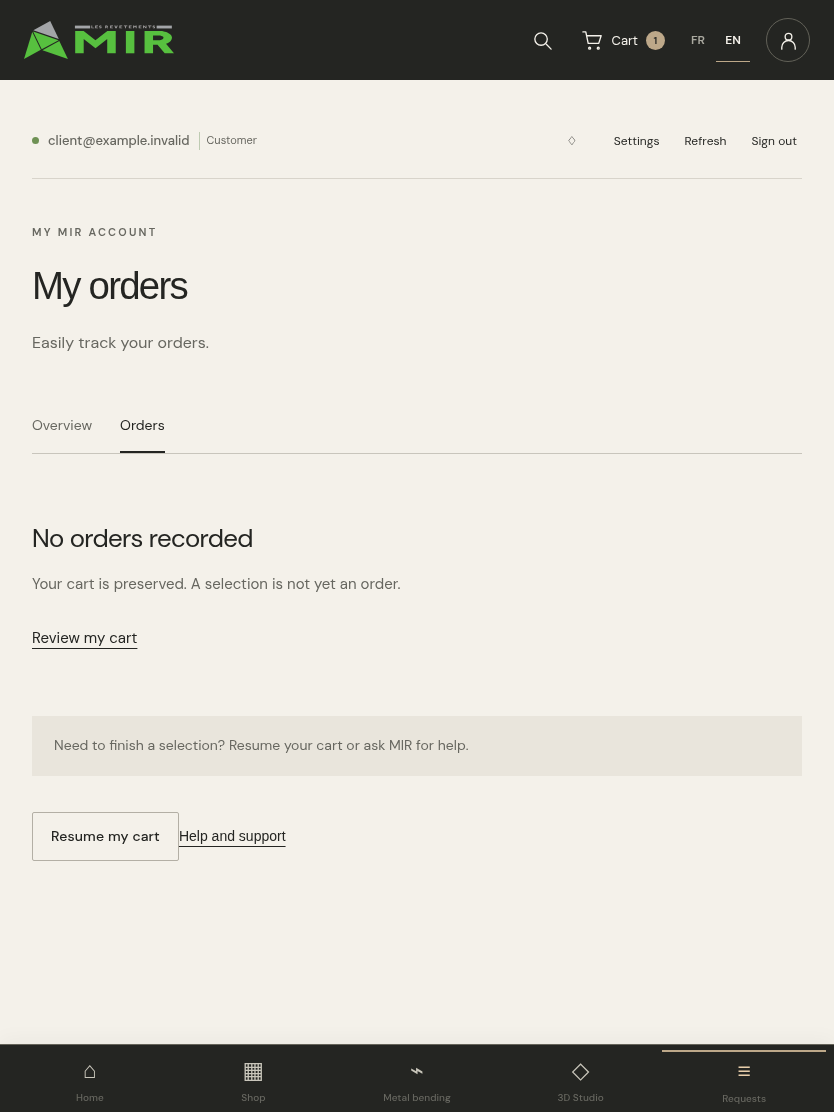 LES REVÊTEMENTS
MIR
Cart 1 FR EN
client@example.invalid Customer Settings Refresh Sign out
MY MIR ACCOUNT
My orders
Easily track your orders.
Overview Orders
No orders recorded
Your cart is preserved. A selection is not yet an order.
Review my cart
Need to finish a selection? Resume your cart or ask MIR for help.
Resume my cart Help and support
Home Shop Metal bending 3D Studio Requests